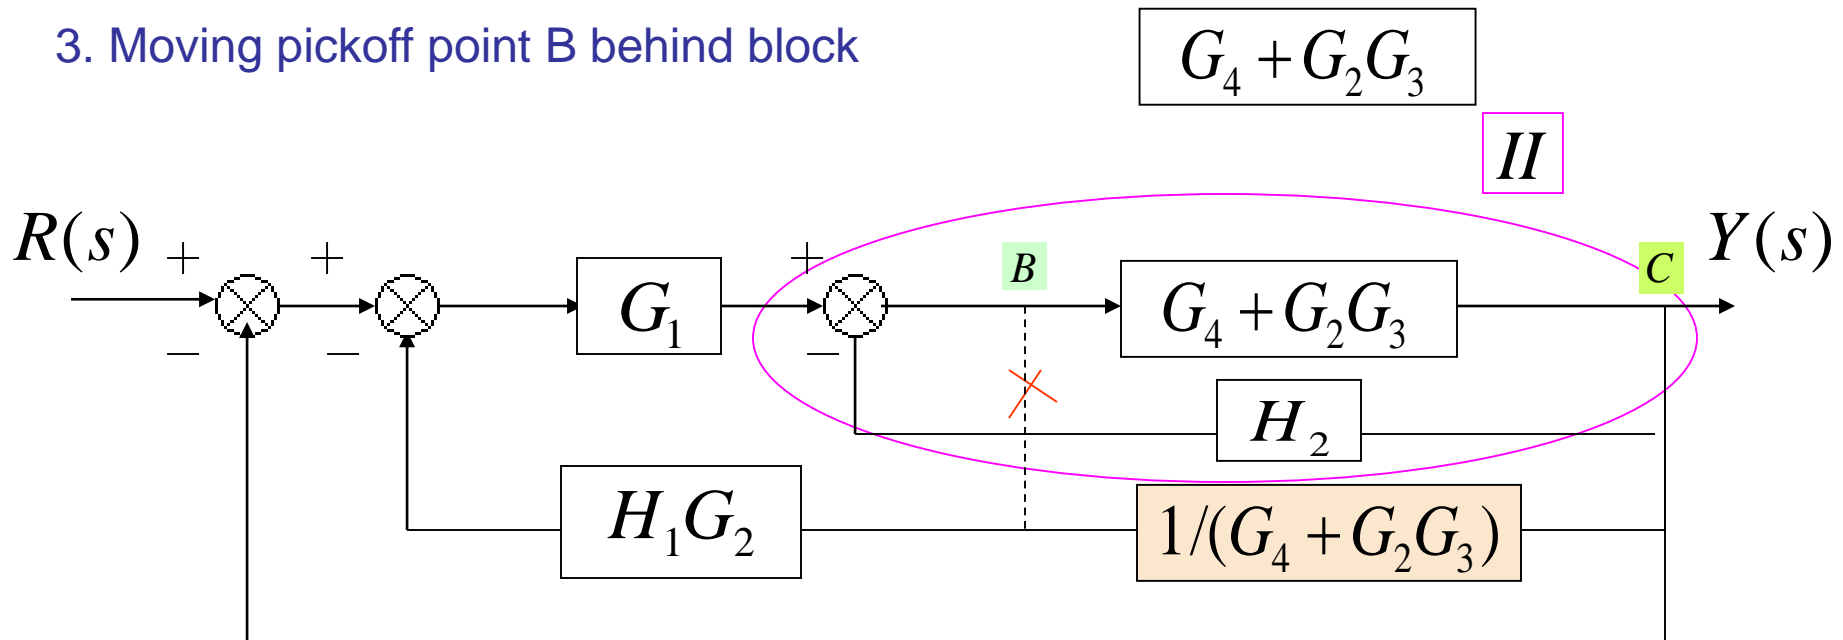 3. Moving pickoff point B behind block
G₄ + G₂G₃
II
R(s)
+
−
+
−
G₁
+
−
B
G₄ + G₂G₃
C
Y(s)
H₂
H₁G₂
1/(G₄ + G₂G₃)